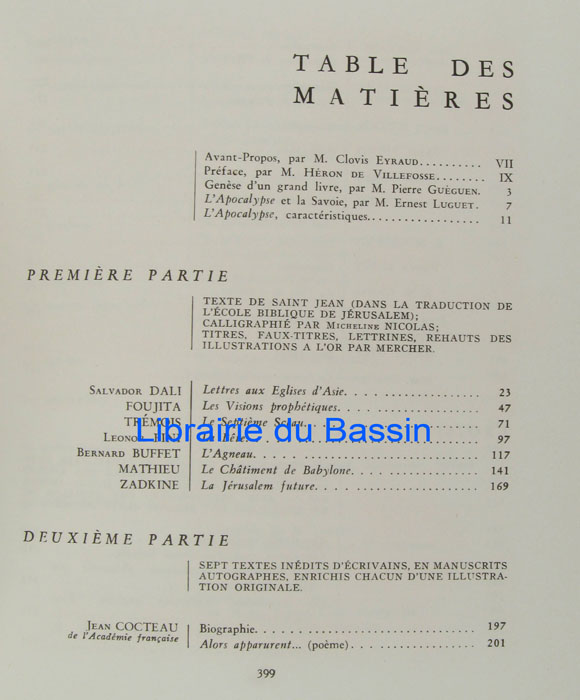 TABLE DES
MATIÈRES
Avant-Propos, par M. Clovis EYRAUD.......... VII
Préface, par M. HÉRON DE VILLEFOSSE........ IX
Genèse d'un grand livre, par M. Pierre GUÉGUEN. 3
L'Apocalypse et la Savoie, par M. Ernest LUGUET. 7
L'Apocalypse, caractéristiques.................. 11
PREMIÈRE PARTIE
TEXTE DE SAINT JEAN (DANS LA TRADUCTION DE
L'ÉCOLE BIBLIQUE DE JÉRUSALEM);
CALLIGRAPHIÉ PAR MICHELINE NICOLAS;
TITRES, FAUX-TITRES, LETTRINES, REHAUTS DES
ILLUSTRATIONS A L'OR PAR MERCHER.
SALVADOR DALI Lettres aux Eglises d'Asie. . . . . . . . . . . . . . . 23
FOUJITA Les Visions prophétiques. . . . . . . . . . . . . . . . 47
TRÉMOIS Le Septième Sceau. . . . . . . . . . . . . . . . . . . 71
Librairie du Bassin
LEONOR 97
BERNARD BUFFET L'Agneau. . . . . . . . . . . . . . . . . . . . . . . . 117
MATHIEU Le Châtiment de Babylone. . . . . . . . . . . . . . . 141
ZADKINE La Jérusalem future. . . . . . . . . . . . . . . . . . 169
DEUXIÈME PARTIE
SEPT TEXTES INÉDITS D'ÉCRIVAINS, EN MANUSCRITS
AUTOGRAPHES, ENRICHIS CHACUN D'UNE ILLUSTRA-
TION ORIGINALE.
JEAN COCTEAU Biographie. . . . . . . . . . . . . . . . . . . . . . . 197
de l'Académie française
Alors apparurent... (poème). . . . . . . . . . . . . . 201
399